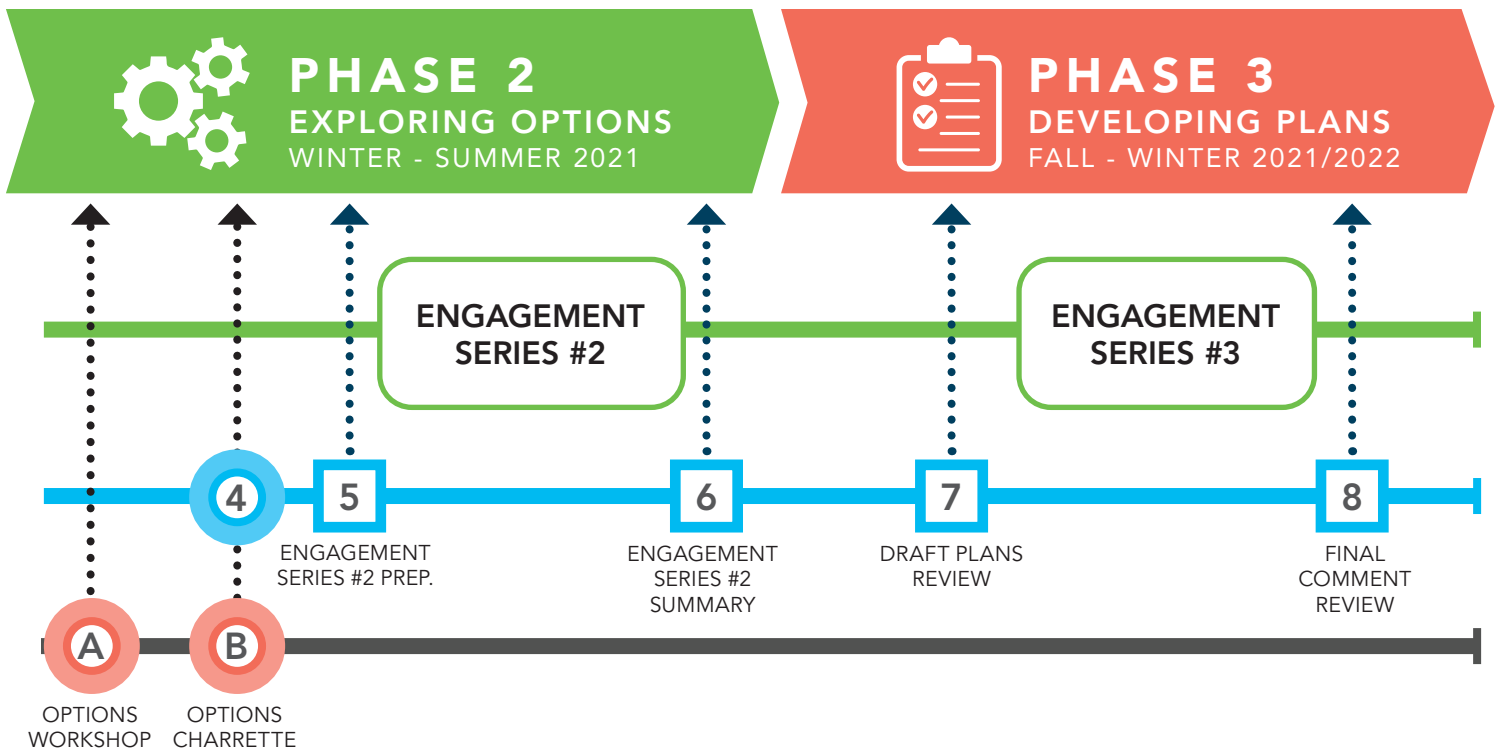 PHASE 2
EXPLORING OPTIONS
WINTER - SUMMER 2021
PHASE 3
DEVELOPING PLANS
FALL - WINTER 2021/2022
ENGAGEMENT
SERIES #2
ENGAGEMENT
SERIES #3
4
5
6
7
8
ENGAGEMENT
SERIES #2 PREP.
ENGAGEMENT
SERIES #2
SUMMARY
DRAFT PLANS
REVIEW
FINAL
COMMENT
REVIEW
A
B
OPTIONS
WORKSHOP
OPTIONS
CHARRETTE